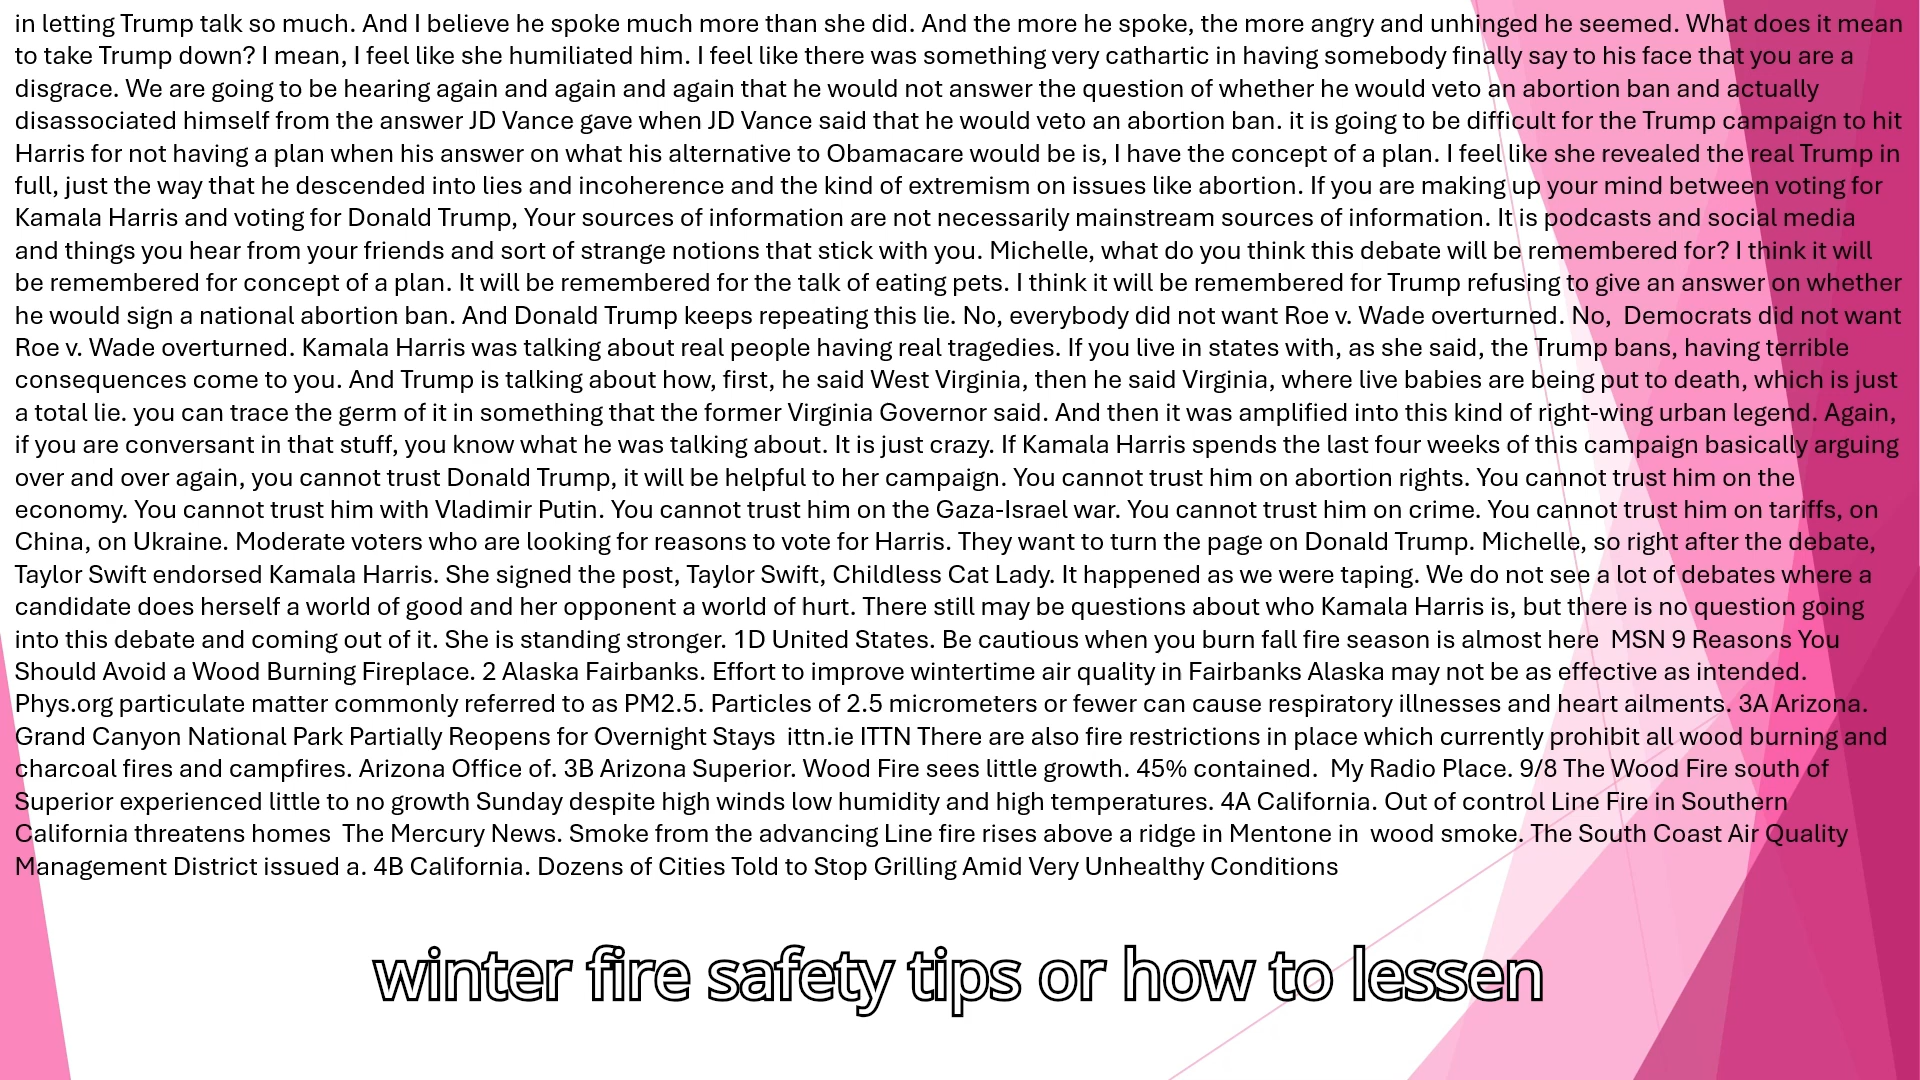 in letting Trump talk so much. And I believe he spoke much more than she did. And the more he spoke, the more angry and unhinged he seemed. What does it mean
to take Trump down? I mean, I feel like she humiliated him. I feel like there was something very cathartic in having somebody finally say to his face that you are a
disgrace. We are going to be hearing again and again and again that he would not answer the question of whether he would veto an abortion ban and actually
disassociated himself from the answer JD Vance gave when JD Vance said that he would veto an abortion ban. it is going to be difficult for the Trump campaign to hit
Harris for not having a plan when his answer on what his alternative to Obamacare would be is, I have the concept of a plan. I feel like she revealed the real Trump in
full, just the way that he descended into lies and incoherence and the kind of extremism on issues like abortion. If you are making up your mind between voting for
Kamala Harris and voting for Donald Trump, Your sources of information are not necessarily mainstream sources of information. It is podcasts and social media
and things you hear from your friends and sort of strange notions that stick with you. Michelle, what do you think this debate will be remembered for? I think it will
be remembered for concept of a plan. It will be remembered for the talk of eating pets. I think it will be remembered for Trump refusing to give an answer on whether
he would sign a national abortion ban. And Donald Trump keeps repeating this lie. No, everybody did not want Roe v. Wade overturned. No,  Democrats did not want
Roe v. Wade overturned. Kamala Harris was talking about real people having real tragedies. If you live in states with, as she said, the Trump bans, having terrible
consequences come to you. And Trump is talking about how, first, he said West Virginia, then he said Virginia, where live babies are being put to death, which is just
a total lie. you can trace the germ of it in something that the former Virginia Governor said. And then it was amplified into this kind of right-wing urban legend. Again,
if you are conversant in that stuff, you know what he was talking about. It is just crazy. If Kamala Harris spends the last four weeks of this campaign basically arguing
over and over again, you cannot trust Donald Trump, it will be helpful to her campaign. You cannot trust him on abortion rights. You cannot trust him on the
economy. You cannot trust him with Vladimir Putin. You cannot trust him on the Gaza-Israel war. You cannot trust him on crime. You cannot trust him on tariffs, on
China, on Ukraine. Moderate voters who are looking for reasons to vote for Harris. They want to turn the page on Donald Trump. Michelle, so right after the debate,
Taylor Swift endorsed Kamala Harris. She signed the post, Taylor Swift, Childless Cat Lady. It happened as we were taping. We do not see a lot of debates where a
candidate does herself a world of good and her opponent a world of hurt. There still may be questions about who Kamala Harris is, but there is no question going
into this debate and coming out of it. She is standing stronger. 1D United States. Be cautious when you burn fall fire season is almost here  MSN 9 Reasons You
Should Avoid a Wood Burning Fireplace. 2 Alaska Fairbanks. Effort to improve wintertime air quality in Fairbanks Alaska may not be as effective as intended.
Phys.org particulate matter commonly referred to as PM2.5. Particles of 2.5 micrometers or fewer can cause respiratory illnesses and heart ailments. 3A Arizona.
Grand Canyon National Park Partially Reopens for Overnight Stays  ittn.ie ITTN There are also fire restrictions in place which currently prohibit all wood burning and
charcoal fires and campfires. Arizona Office of. 3B Arizona Superior. Wood Fire sees little growth. 45% contained.  My Radio Place. 9/8 The Wood Fire south of
Superior experienced little to no growth Sunday despite high winds low humidity and high temperatures. 4A California. Out of control Line Fire in Southern
California threatens homes  The Mercury News. Smoke from the advancing Line fire rises above a ridge in Mentone in  wood smoke. The South Coast Air Quality
Management District issued a. 4B California. Dozens of Cities Told to Stop Grilling Amid Very Unhealthy Conditions
winter fire safety tips or how to lessen